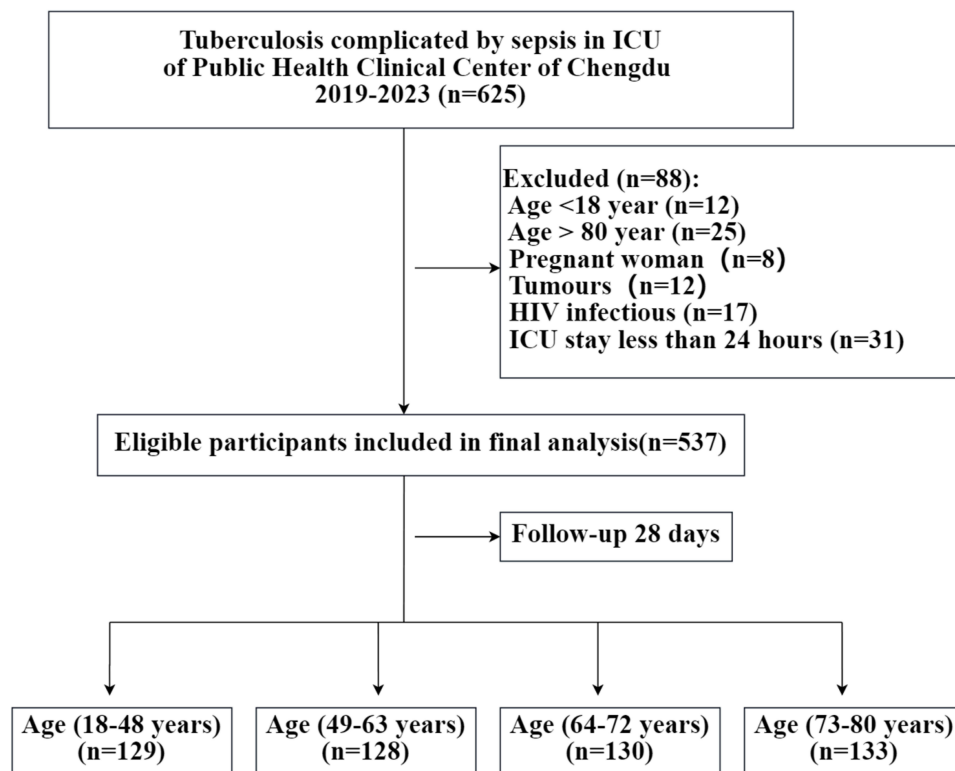 Tuberculosis complicated by sepsis in ICU
of Public Health Clinical Center of Chengdu
2019-2023 (n=625)
Excluded (n=88):
Age <18 year (n=12)
Age > 80 year (n=25)
Pregnant woman（n=8）
Tumours（n=12）
HIV infectious (n=17)
ICU stay less than 24 hours (n=31)
Eligible participants included in final analysis(n=537)
Follow-up 28 days
Age (18-48 years)
(n=129)
Age (49-63 years)
(n=128)
Age (64-72 years)
(n=130)
Age (73-80 years)
(n=133)